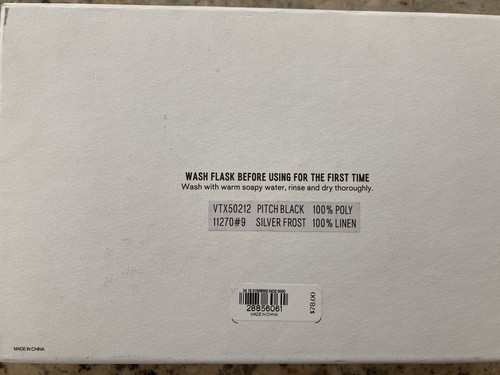 WASH FLASK BEFORE USING FOR THE FIRST TIME
Wash with warm soapy water, rinse and dry thoroughly.
VTX50212 PITCH BLACK 100% POLY
11270#9 SILVER FROST 100% LINEN
28856061
MADE IN CHINA
$78.00
MADE IN CHINA